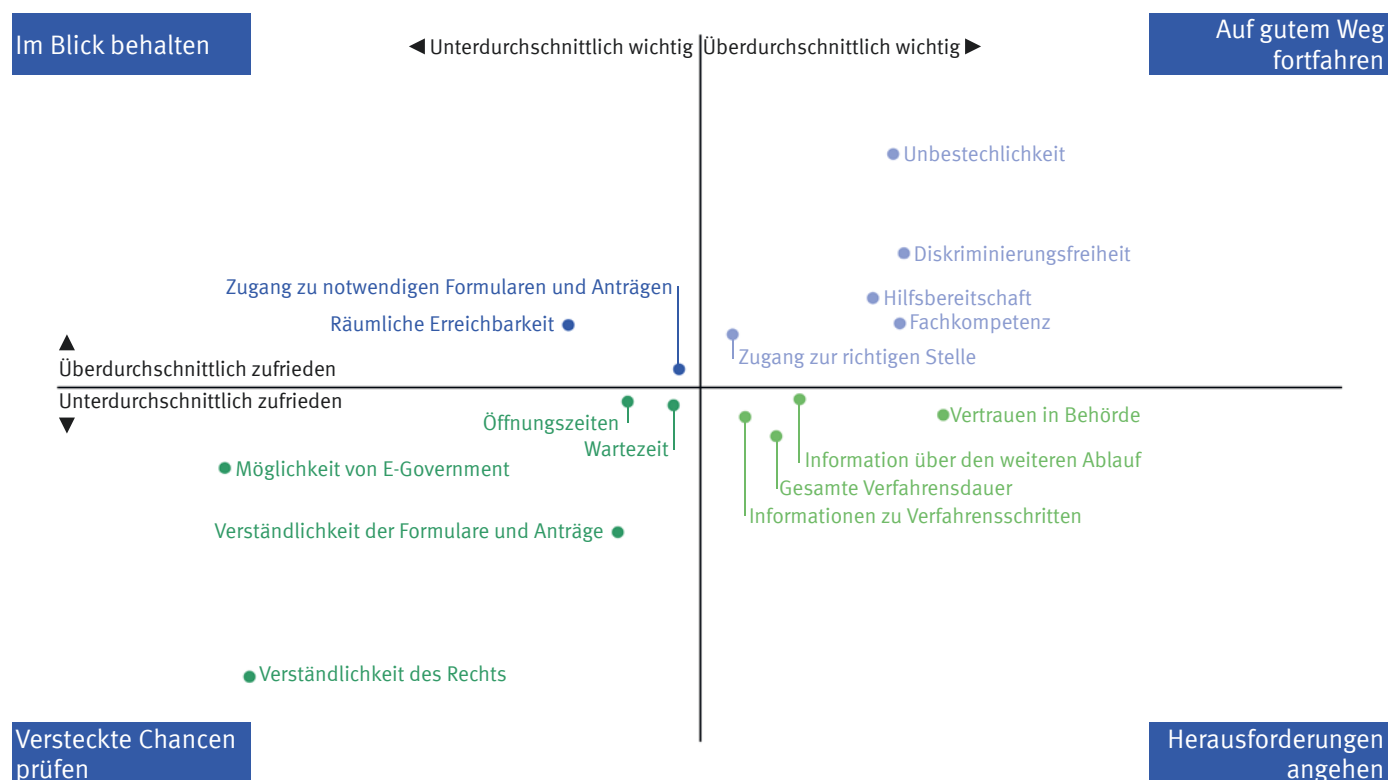 Im Blick behalten
◄ Unterdurchschnittlich wichtig
Überdurchschnittlich wichtig ►
Auf gutem Weg
fortfahren
Unbestechlichkeit
Diskriminierungsfreiheit
Zugang zu notwendigen Formularen und Anträgen
Hilfsbereitschaft
Räumliche Erreichbarkeit
Fachkompetenz
Zugang zur richtigen Stelle
▲
Überdurchschnittlich zufrieden
Unterdurchschnittlich zufrieden
▼
Öffnungszeiten
Vertrauen in Behörde
Wartezeit
Information über den weiteren Ablauf
Möglichkeit von E-Government
Gesamte Verfahrensdauer
Informationen zu Verfahrensschritten
Verständlichkeit der Formulare und Anträge
Verständlichkeit des Rechts
Versteckte Chancen
prüfen
Herausforderungen
angehen